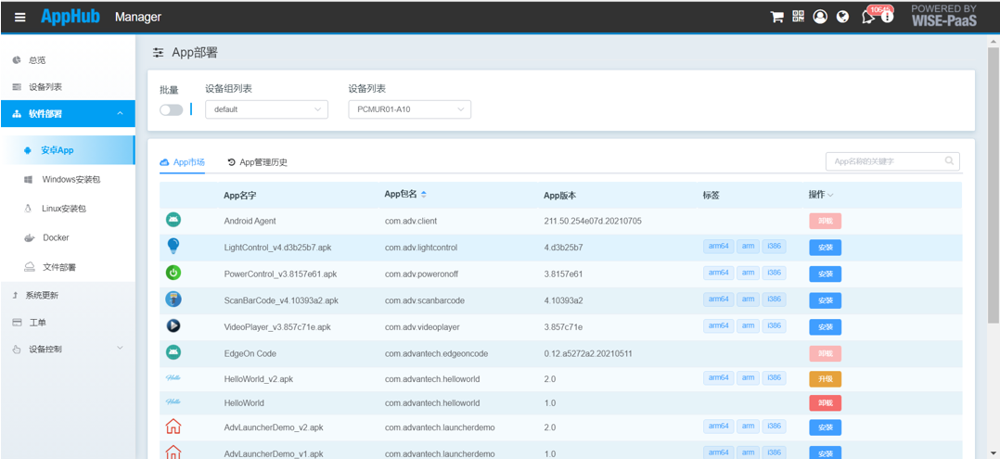 AppHub Manager 10645 POWERED BY
WISE-PaaS
总览
设备列表
软件部署
安卓App
Windows安装包
Linux安装包
Docker
文件部署
系统更新
工单
设备控制
App部署
批量 设备组列表 设备列表
default PCMUR01-A10
App市场 App管理历史 App名称的关键字
App名字 App包名 App版本 标签 操作
Android Agent com.adv.client 211.50.254e07d.20210705 卸载
LightControl_v4.d3b25b7.apk com.adv.lightcontrol 4.d3b25b7 arm64 arm i386 安装
PowerControl_v3.8157e61.apk com.adv.poweronoff 3.8157e61 arm64 arm i386 安装
ScanBarCode_v4.10393a2.apk com.adv.scanbarcode 4.10393a2 arm64 arm i386 安装
VideoPlayer_v3.857c71e.apk com.adv.videoplayer 3.857c71e arm64 arm i386 安装
EdgeOn Code com.advantech.edgeoncode 0.12.a5272a2.20210511 卸载
Hello HelloWorld_v2.apk com.advantech.helloworld 2.0 arm64 arm i386 升级
Hello HelloWorld com.advantech.helloworld 1.0 卸载
AdvLauncherDemo_v2.apk com.advantech.launcherdemo 2.0 arm64 arm i386 安装
AdvLauncherDemo_v1.apk com.advantech.launcherdemo 1.0 arm64 arm i386 安装